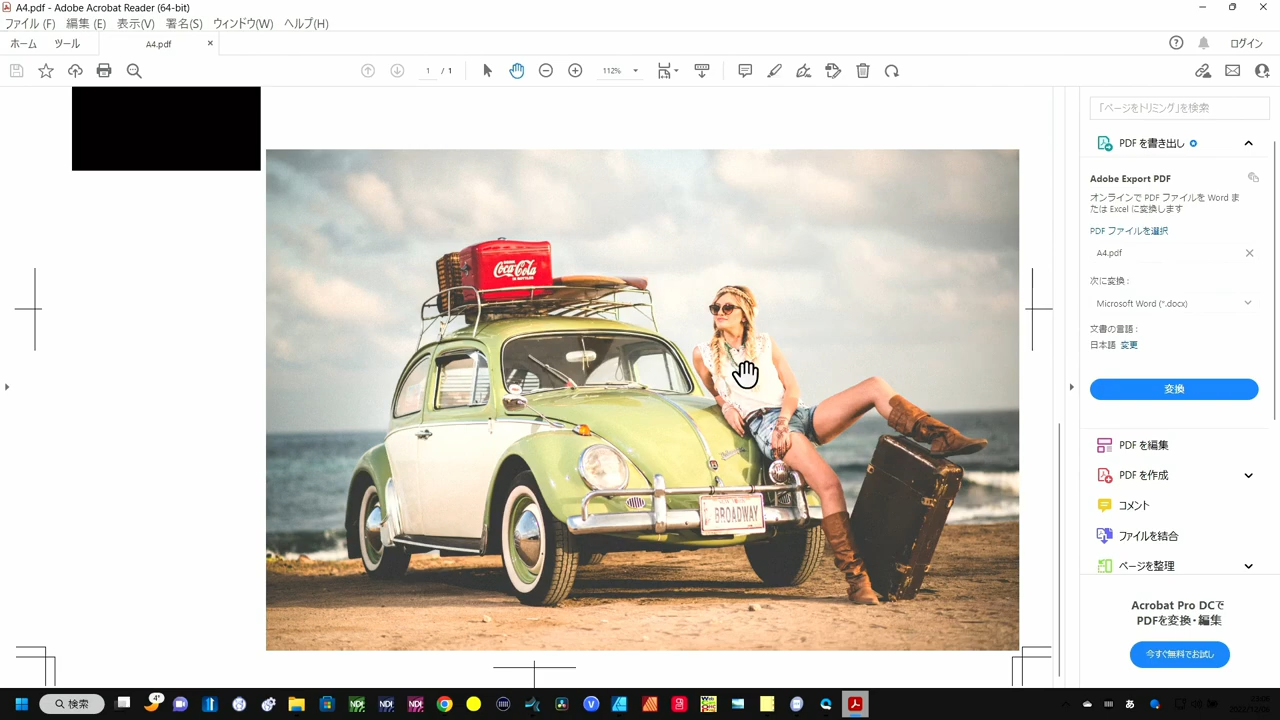 A4.pdf - Adobe Acrobat Reader (64-bit)
ファイル (F) 編集 (E) 表示(V) 署名(S) ウィンドウ(W) ヘルプ(H)
ホーム ツール A4.pdf × ログイン
1 / 1 112%
「ページをトリミング」を検索
PDF を書き出し
Adobe Export PDF
オンラインで PDF ファイルを Word ま
たは Excel に変換します
PDF ファイルを選択
A4.pdf
次に変換 :
Microsoft Word (*.docx)
文書の言語 :
日本語 変更
変換
PDF を編集
PDF を作成
コメント
ファイルを結合
ページを整理
Acrobat Pro DCで
PDFを変換・編集
今すぐ無料でお試し
Coca-Cola
BROADWAY
4°
検索
あ